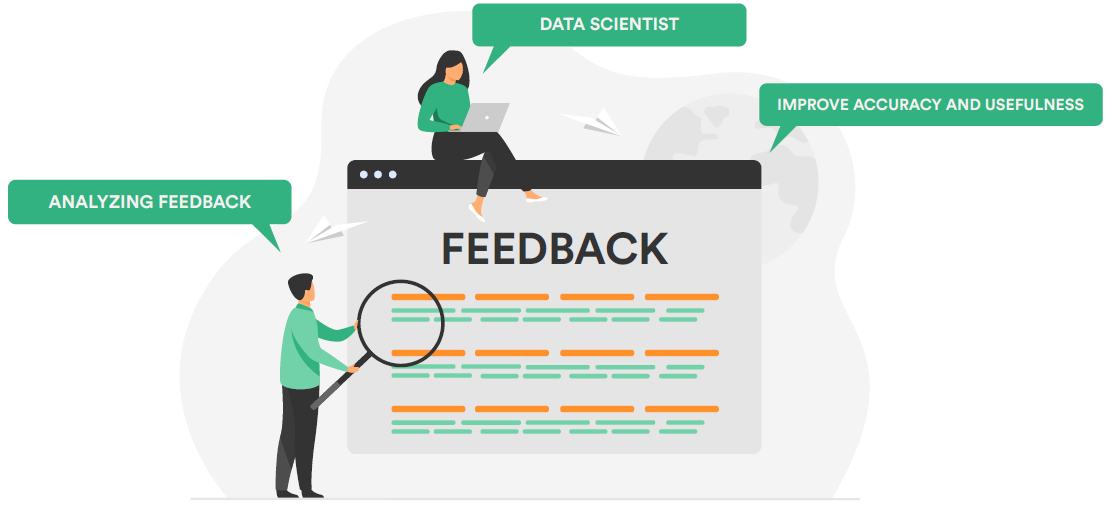 DATA SCIENTIST
IMPROVE ACCURACY AND USEFULNESS
ANALYZING FEEDBACK
FEEDBACK